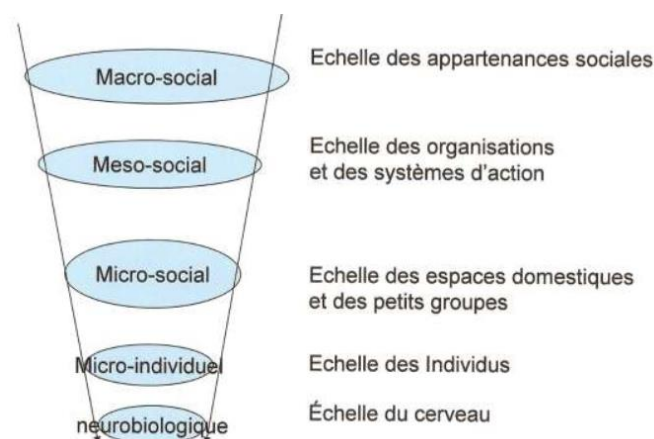 Macro-social
Echelle des appartenances sociales
Meso-social
Echelle des organisations
et des systèmes d'action
Micro-social
Echelle des espaces domestiques
et des petits groupes
Micro-individuel
Echelle des Individus
neurobiologique
Échelle du cerveau